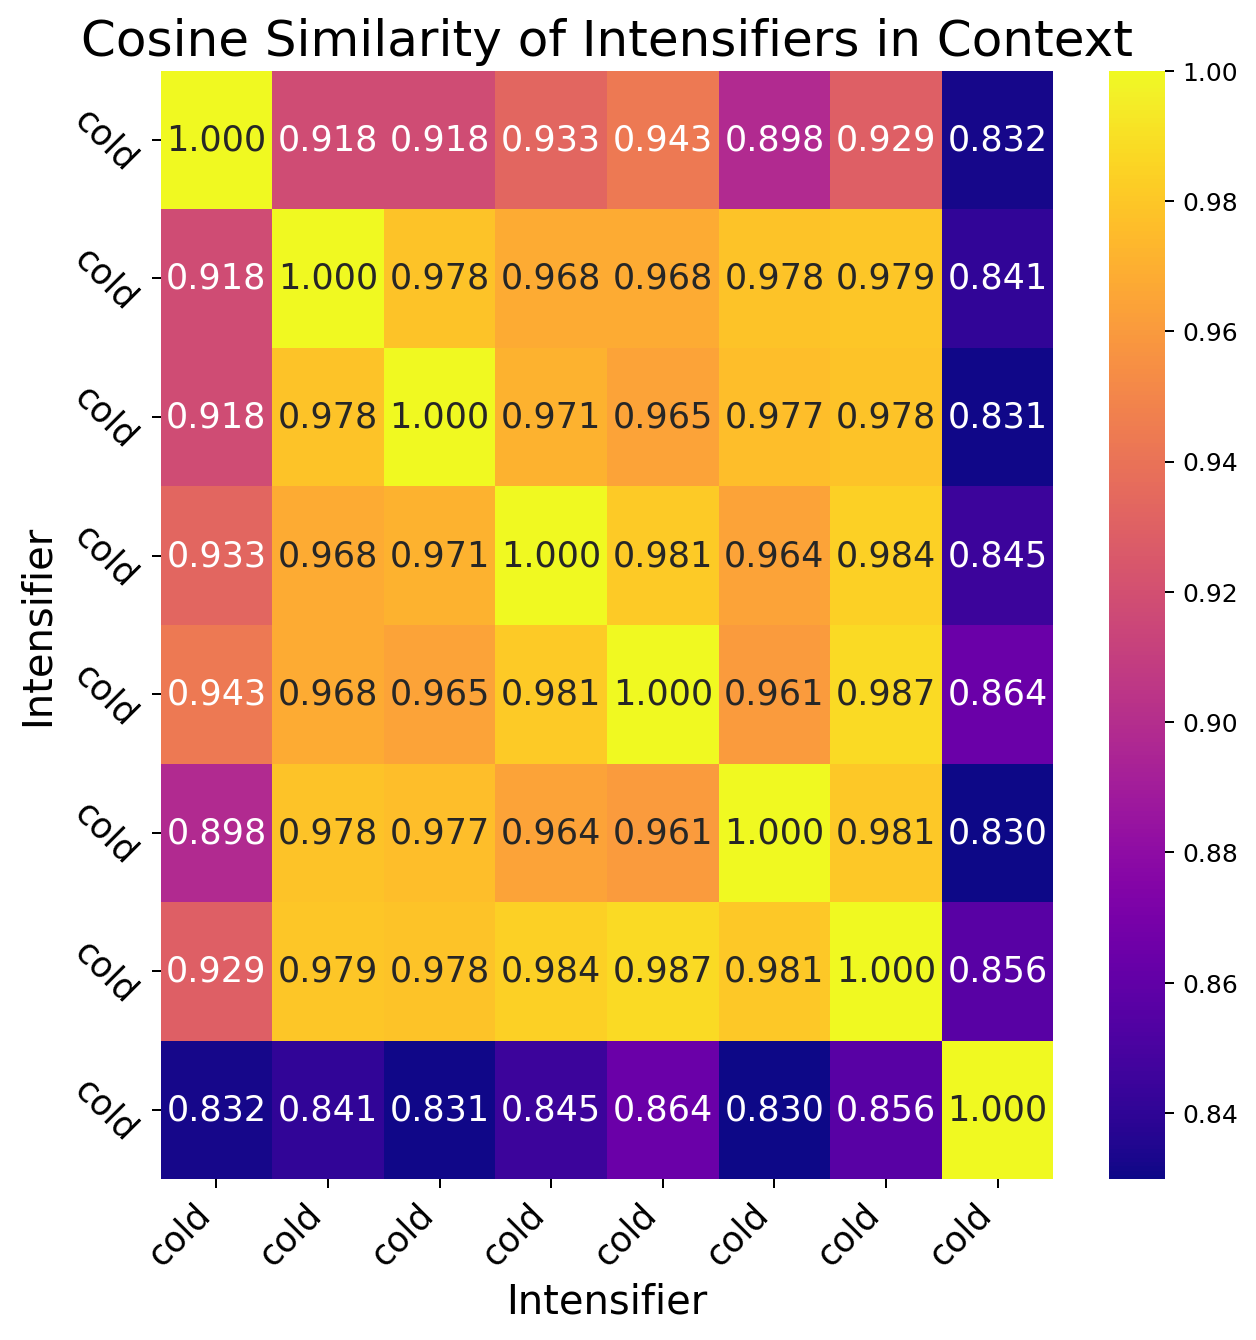 Cosine Similarity of Intensifiers in Context
cold 1.000 0.918 0.918 0.933 0.943 0.898 0.929 0.832
cold 0.918 1.000 0.978 0.968 0.968 0.978 0.979 0.841
cold 0.918 0.978 1.000 0.971 0.965 0.977 0.978 0.831
cold 0.933 0.968 0.971 1.000 0.981 0.964 0.984 0.845
cold 0.943 0.968 0.965 0.981 1.000 0.961 0.987 0.864
cold 0.898 0.978 0.977 0.964 0.961 1.000 0.981 0.830
cold 0.929 0.979 0.978 0.984 0.987 0.981 1.000 0.856
cold 0.832 0.841 0.831 0.845 0.864 0.830 0.856 1.000
cold cold cold cold cold cold cold cold
Intensifier
Intensifier
1.00
0.98
0.96
0.94
0.92
0.90
0.88
0.86
0.84